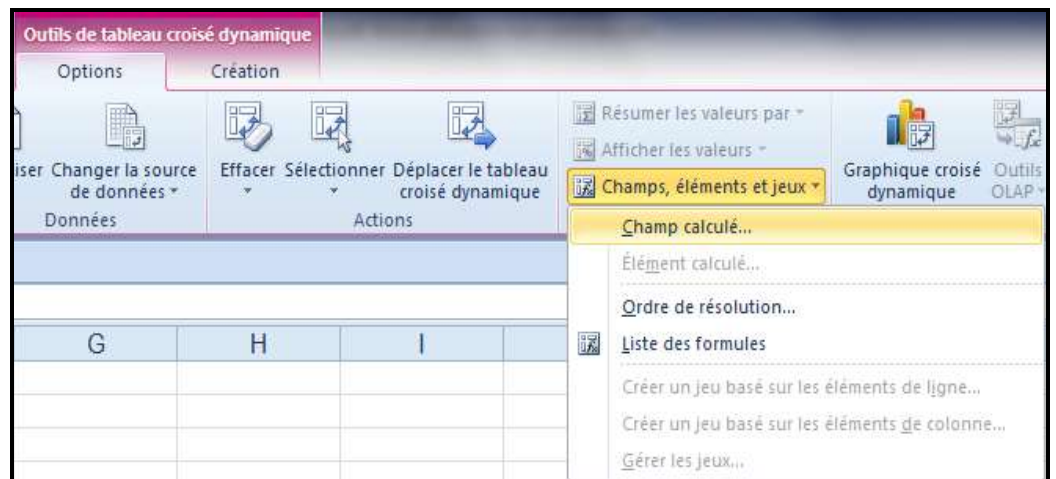 Outils de tableau croisé dynamique
Options Création
iser Changer la source de données
Effacer Sélectionner Déplacer le tableau croisé dynamique
Données Actions
Résumer les valeurs par
Afficher les valeurs
Champs, éléments et jeux
Graphique croisé dynamique
Outils OLAP
Champ calculé...
Élément calculé...
Ordre de résolution...
Liste des formules
Créer un jeu basé sur les éléments de ligne...
Créer un jeu basé sur les éléments de colonne...
Gérer les jeux...
G H I